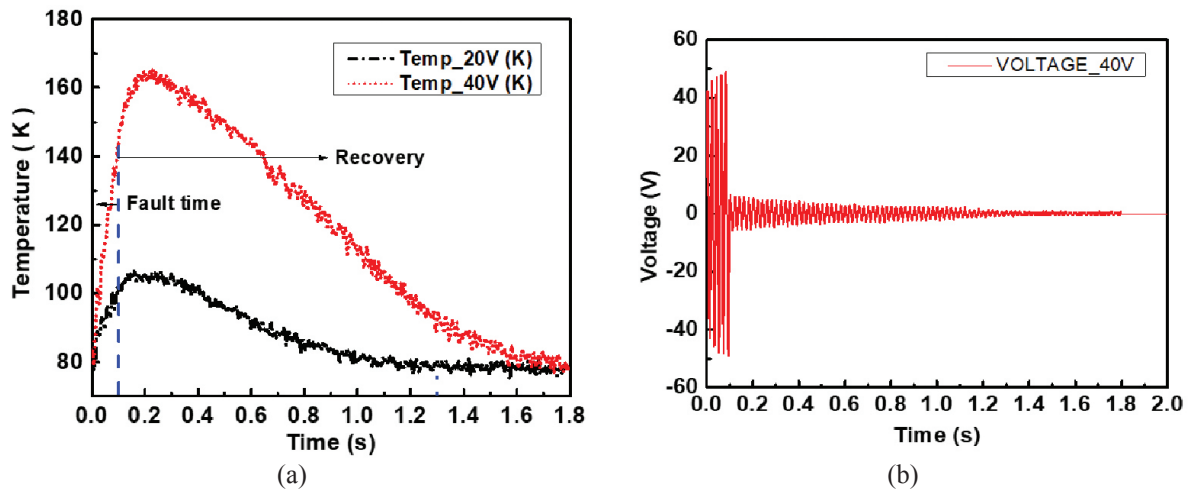 180
160
140
120
100
80
Temperature ( K )
Temp_20V (K)
Temp_40V (K)
Recovery
Fault time
0.0 0.2 0.4 0.6 0.8 1.0 1.2 1.4 1.6 1.8
Time (s)
(a)
60
40
20
0
-20
-40
-60
Voltage (V)
VOLTAGE_40V
0.0 0.2 0.4 0.6 0.8 1.0 1.2 1.4 1.6 1.8 2.0
Time (s)
(b)